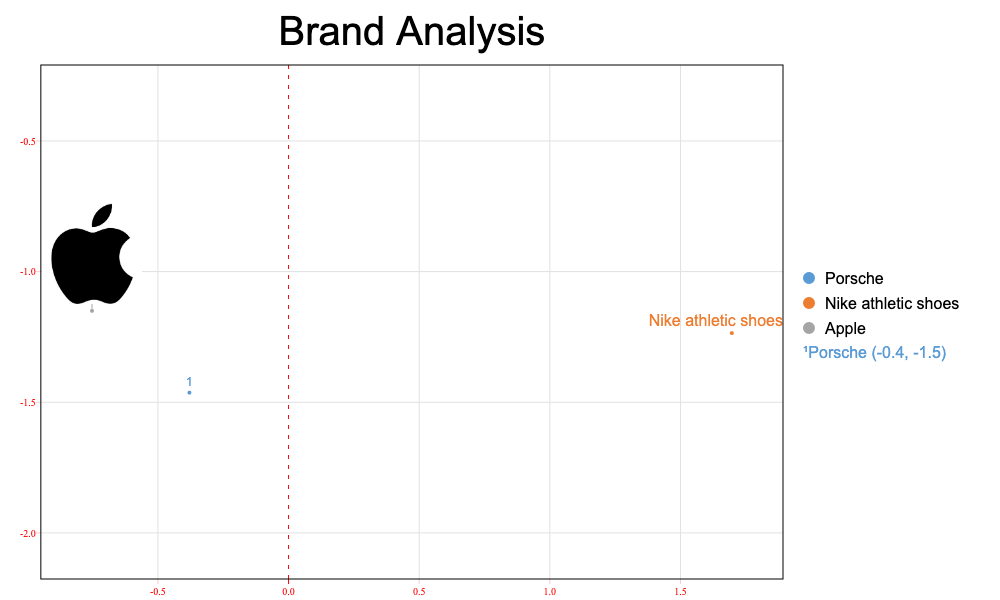 Brand Analysis
-0.5
-1.0
-1.5
-2.0
Nike athletic shoes
1
-0.5
0.0
0.5
1.0
1.5
Porsche
Nike athletic shoes
Apple
¹Porsche (-0.4, -1.5)